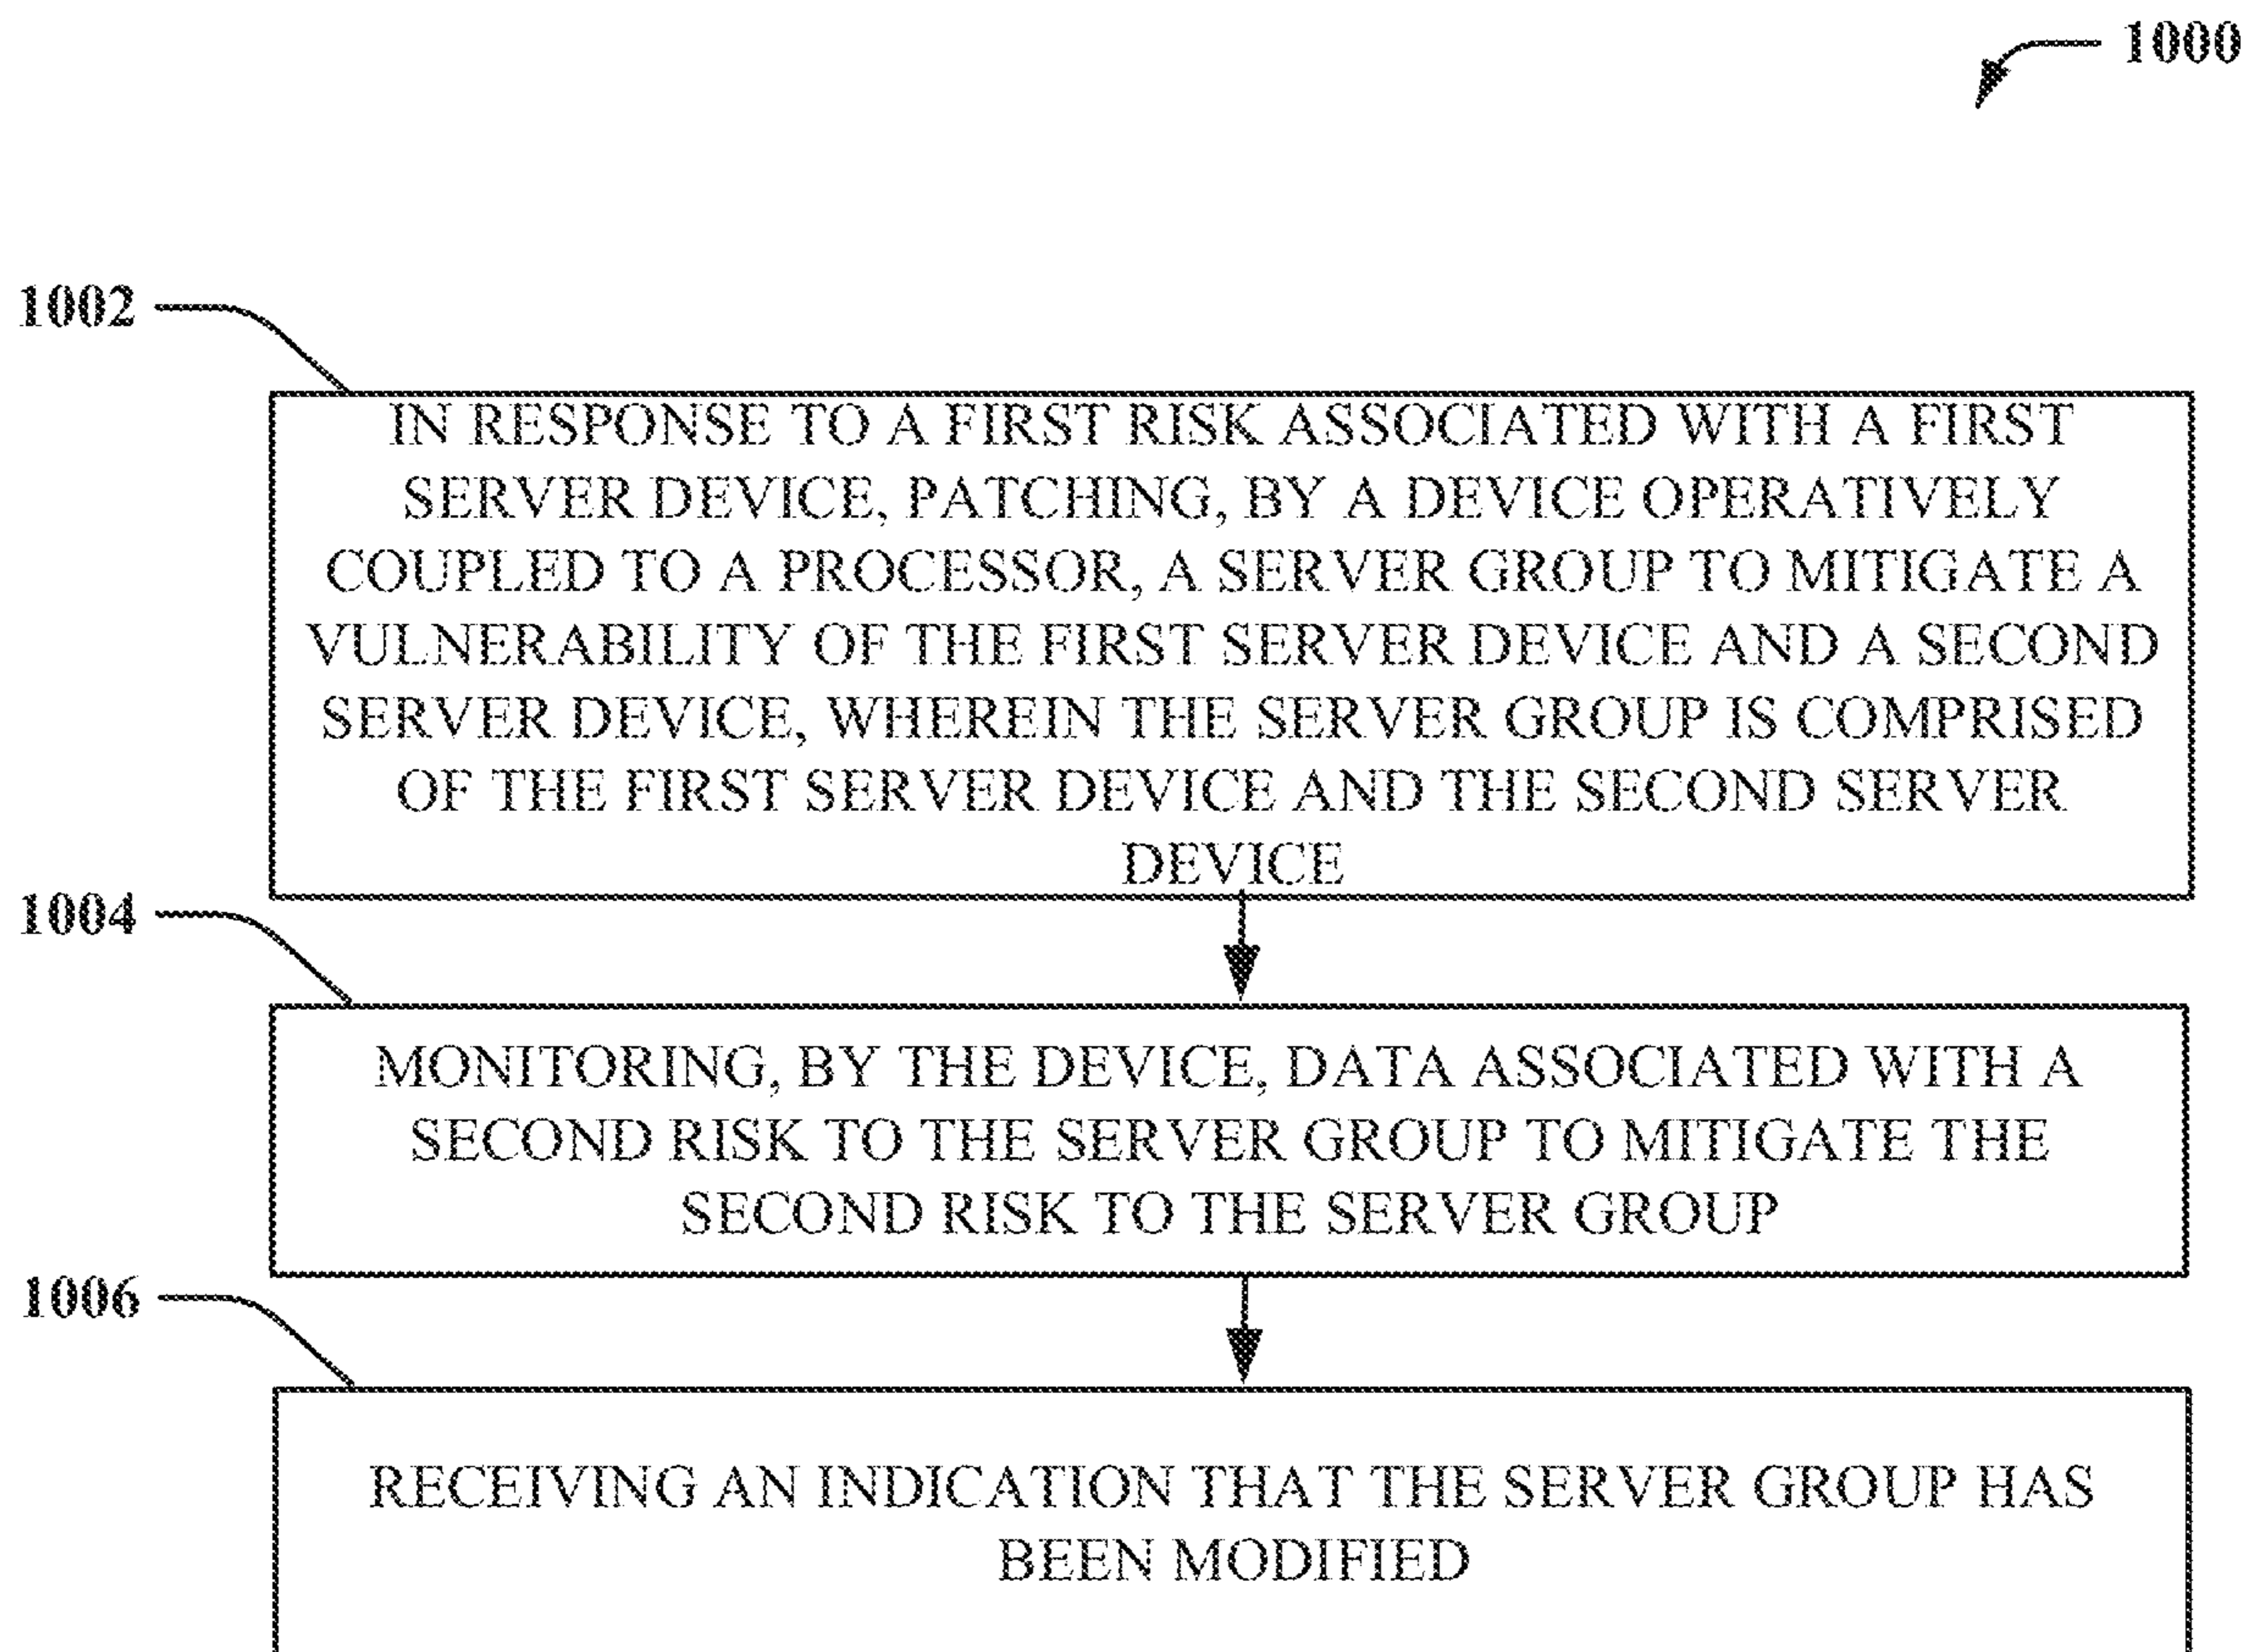 1000
1002
IN RESPONSE TO A FIRST RISK ASSOCIATED WITH A FIRST
SERVER DEVICE, PATCHING, BY A DEVICE OPERATIVELY
COUPLED TO A PROCESSOR, A SERVER GROUP TO MITIGATE A
VULNERABILITY OF THE FIRST SERVER DEVICE AND A SECOND
SERVER DEVICE, WHEREIN THE SERVER GROUP IS COMPRISED
OF THE FIRST SERVER DEVICE AND THE SECOND SERVER
DEVICE
1004
MONITORING, BY THE DEVICE, DATA ASSOCIATED WITH A
SECOND RISK TO THE SERVER GROUP TO MITIGATE THE
SECOND RISK TO THE SERVER GROUP
1006
RECEIVING AN INDICATION THAT THE SERVER GROUP HAS
BEEN MODIFIED